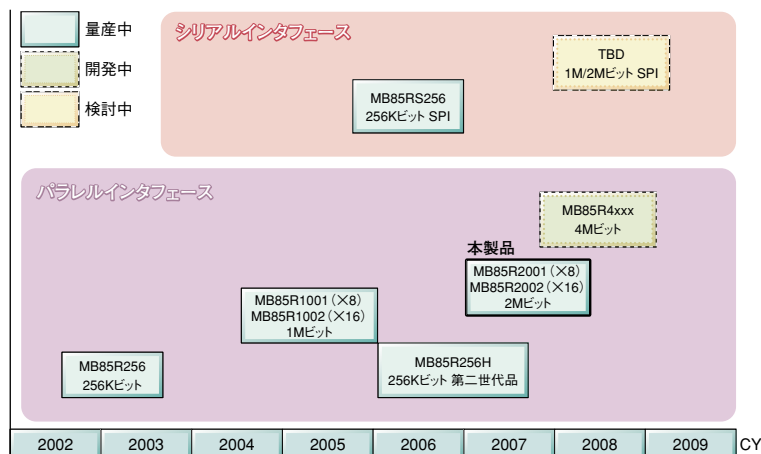 量産中
開発中
検討中
シリアルインタフェース
TBD
1M/2Mビット SPI
MB85RS256
256Kビット SPI
パラレルインタフェース
MB85R4xxx
4Mビット
本製品
MB85R2001（×8）
MB85R2002（×16）
2Mビット
MB85R1001（×8）
MB85R1002（×16）
1Mビット
MB85R256
256Kビット
MB85R256H
256Kビット 第二世代品
2002 2003 2004 2005 2006 2007 2008 2009 CY